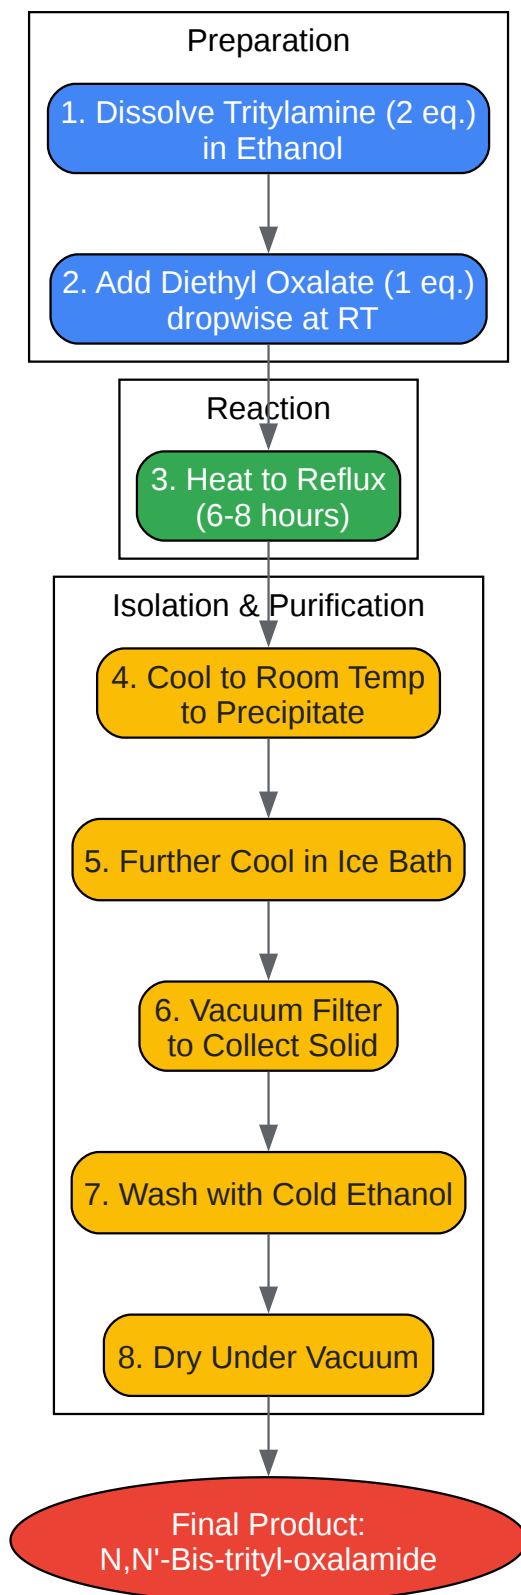 Preparation
1. Dissolve Tritylamine (2 eq.)
in Ethanol
2. Add Diethyl Oxalate (1 eq.)
dropwise at RT
Reaction
3. Heat to Reflux
(6-8 hours)
Isolation & Purification
4. Cool to Room Temp
to Precipitate
5. Further Cool in Ice Bath
6. Vacuum Filter
to Collect Solid
7. Wash with Cold Ethanol
8. Dry Under Vacuum
Final Product:
N,N'-Bis-trityl-oxalamide